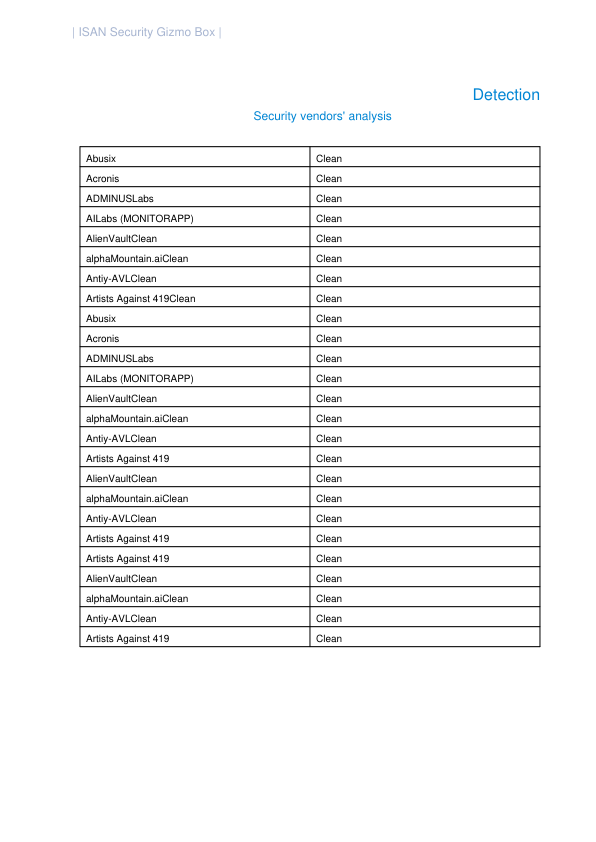 | ISAN Security Gizmo Box |
Detection
Security vendors' analysis
Abusix Clean
Acronis Clean
ADMINUSLabs Clean
AILabs (MONITORAPP) Clean
AlienVaultClean Clean
alphaMountain.aiClean Clean
Antiy-AVLClean Clean
Artists Against 419Clean Clean
Abusix Clean
Acronis Clean
ADMINUSLabs Clean
AILabs (MONITORAPP) Clean
AlienVaultClean Clean
alphaMountain.aiClean Clean
Antiy-AVLClean Clean
Artists Against 419 Clean
AlienVaultClean Clean
alphaMountain.aiClean Clean
Antiy-AVLClean Clean
Artists Against 419 Clean
Artists Against 419 Clean
AlienVaultClean Clean
alphaMountain.aiClean Clean
Antiy-AVLClean Clean
Artists Against 419 Clean